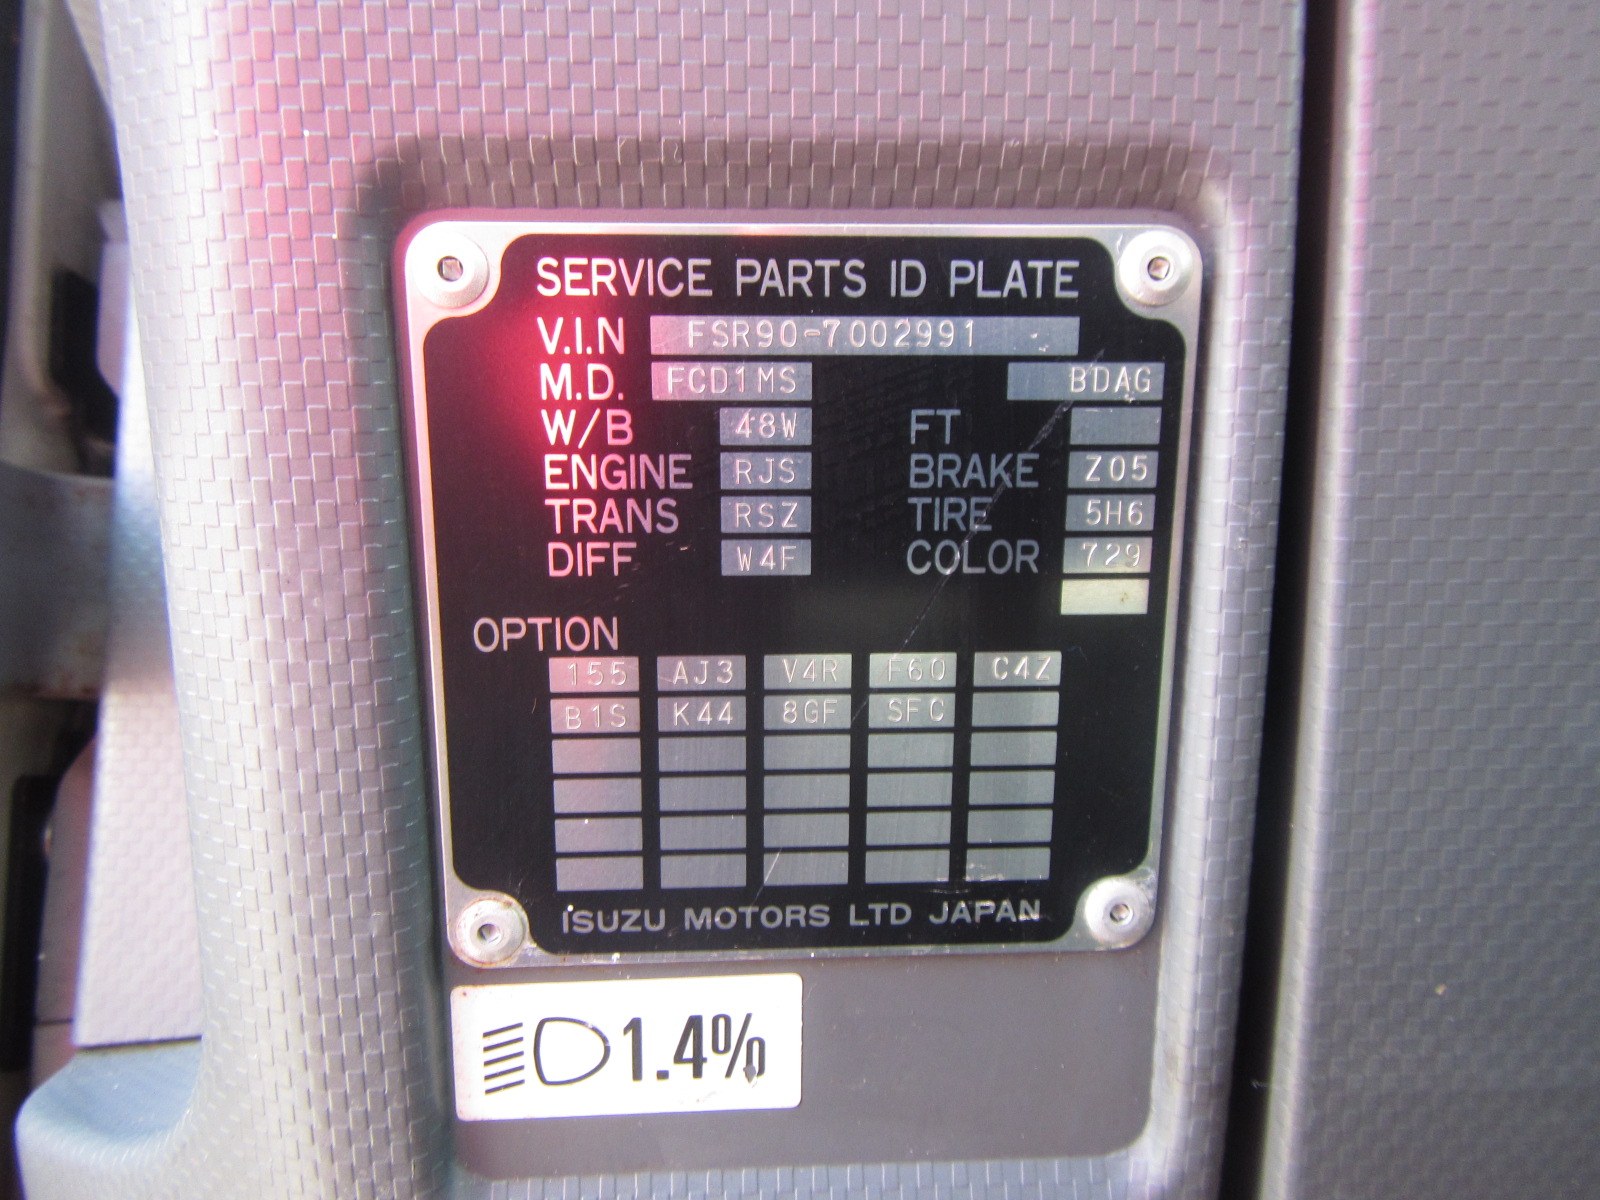 SERVICE PARTS ID PLATE
V.I.N FSR90-7002991
M.D. FCD1MS BDAG
W/B 48W FT
ENGINE RJS BRAKE Z05
TRANS RSZ TIRE 5H6
DIFF W4F COLOR 729
OPTION
155 AJ3 V4R F60 C4Z
B1S K44 8GF SFC
ISUZU MOTORS LTD JAPAN
1.4%